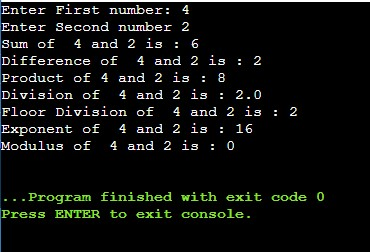 Enter First number: 4
Enter Second number 2
Sum of  4 and 2 is : 6
Difference of  4 and 2 is : 2
Product of 4 and 2 is : 8
Division of  4 and 2 is : 2.0
Floor Division of  4 and 2 is : 2
Exponent of  4 and 2 is : 16
Modulus of  4 and 2 is : 0
...Program finished with exit code 0
Press ENTER to exit console.